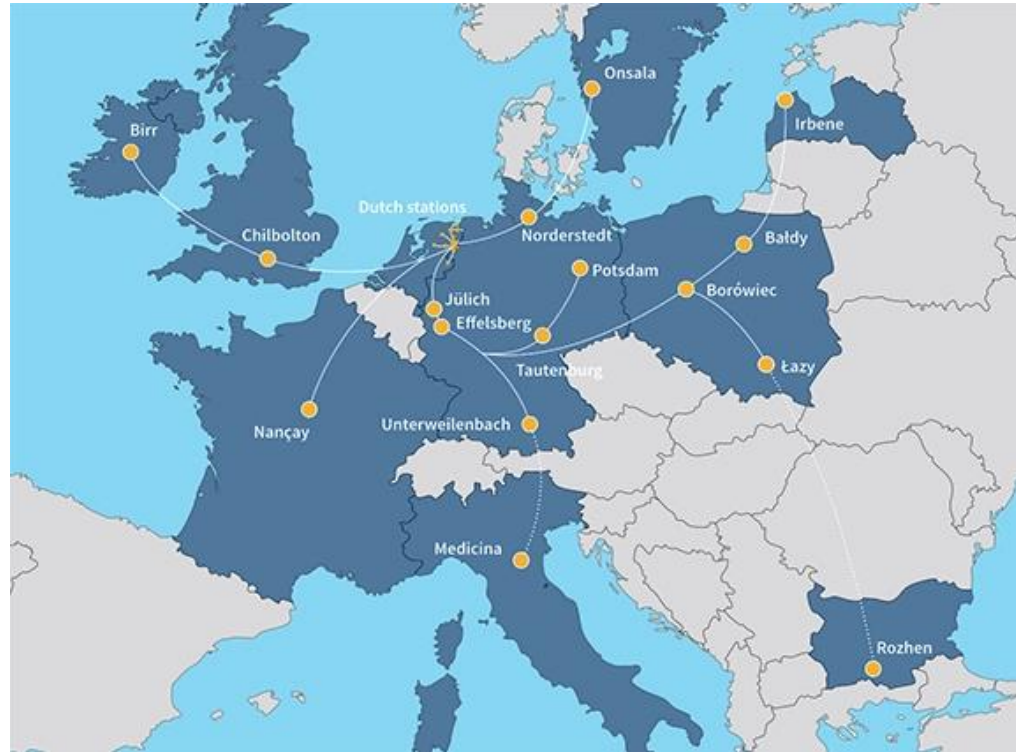 Onsala
Irbene
Birr
Dutch stations
Chilbolton
Norderstedt
Bałdy
Potsdam
Borówiec
Jülich
Effelsberg
Tautenburg
Łazy
Nançay
Unterweilenbach
Medicina
Rozhen